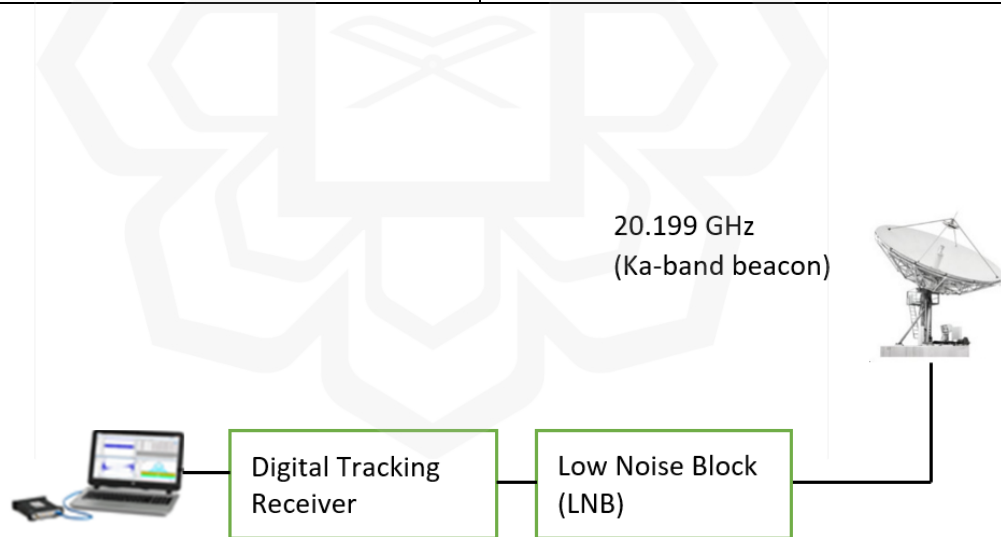 20.199 GHz
(Ka-band beacon)
Digital Tracking
Receiver
Low Noise Block
(LNB)